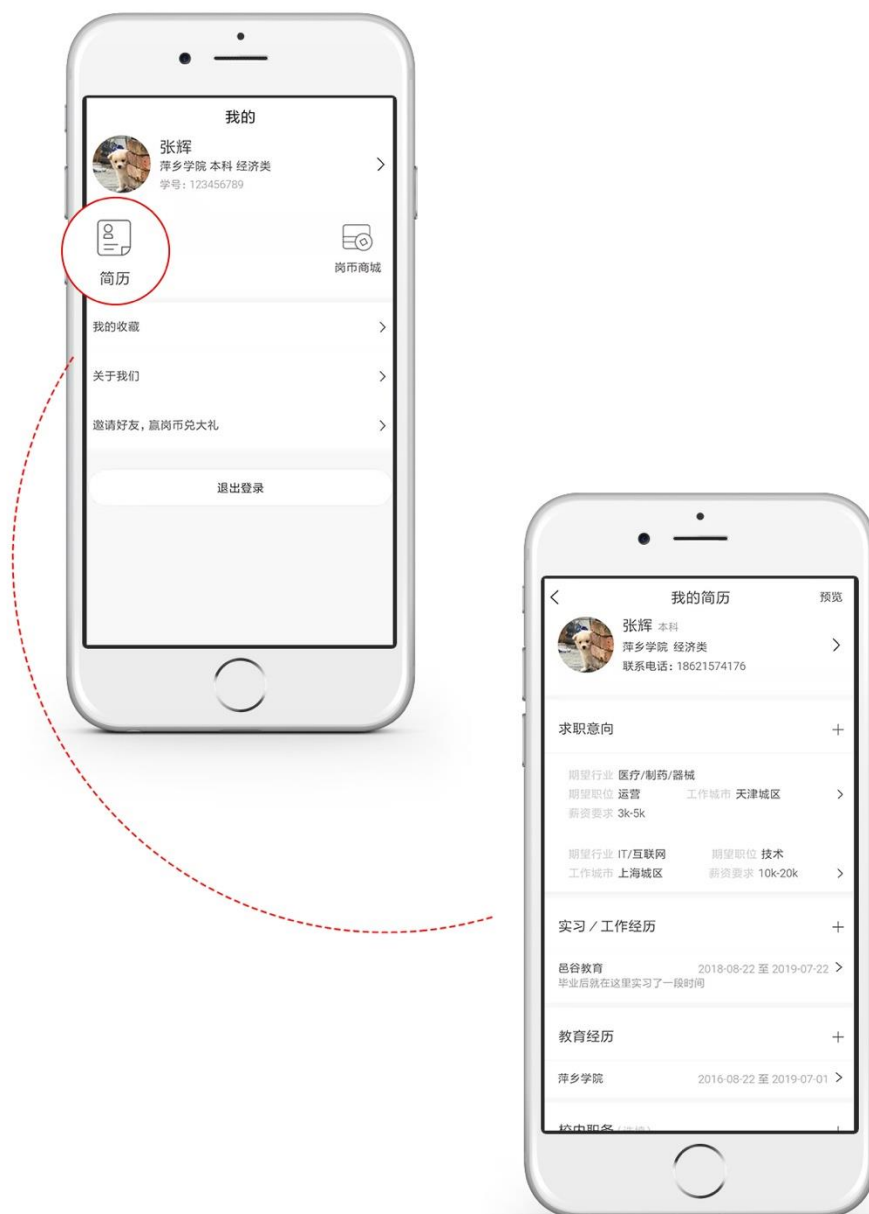 我的
张辉
萍乡学院 本科 经济类
学号：123456789
简历
岗币商城
我的收藏
关于我们
邀请好友，赢岗币兑大礼
退出登录
我的简历 预览
张辉 本科
萍乡学院 经济类
联系电话：18621574176
求职意向
期望行业 医疗/制药/器械
期望职位 运营 工作城市 天津城区
薪资要求 3k-5k
期望行业 IT/互联网 期望职位 技术
工作城市 上海城区 薪资要求 10k-20k
实习／工作经历
邑谷教育 2018-08-22 至 2019-07-22
毕业后就在这里实习了一段时间
教育经历
萍乡学院 2016-08-22 至 2019-07-01
校内职务